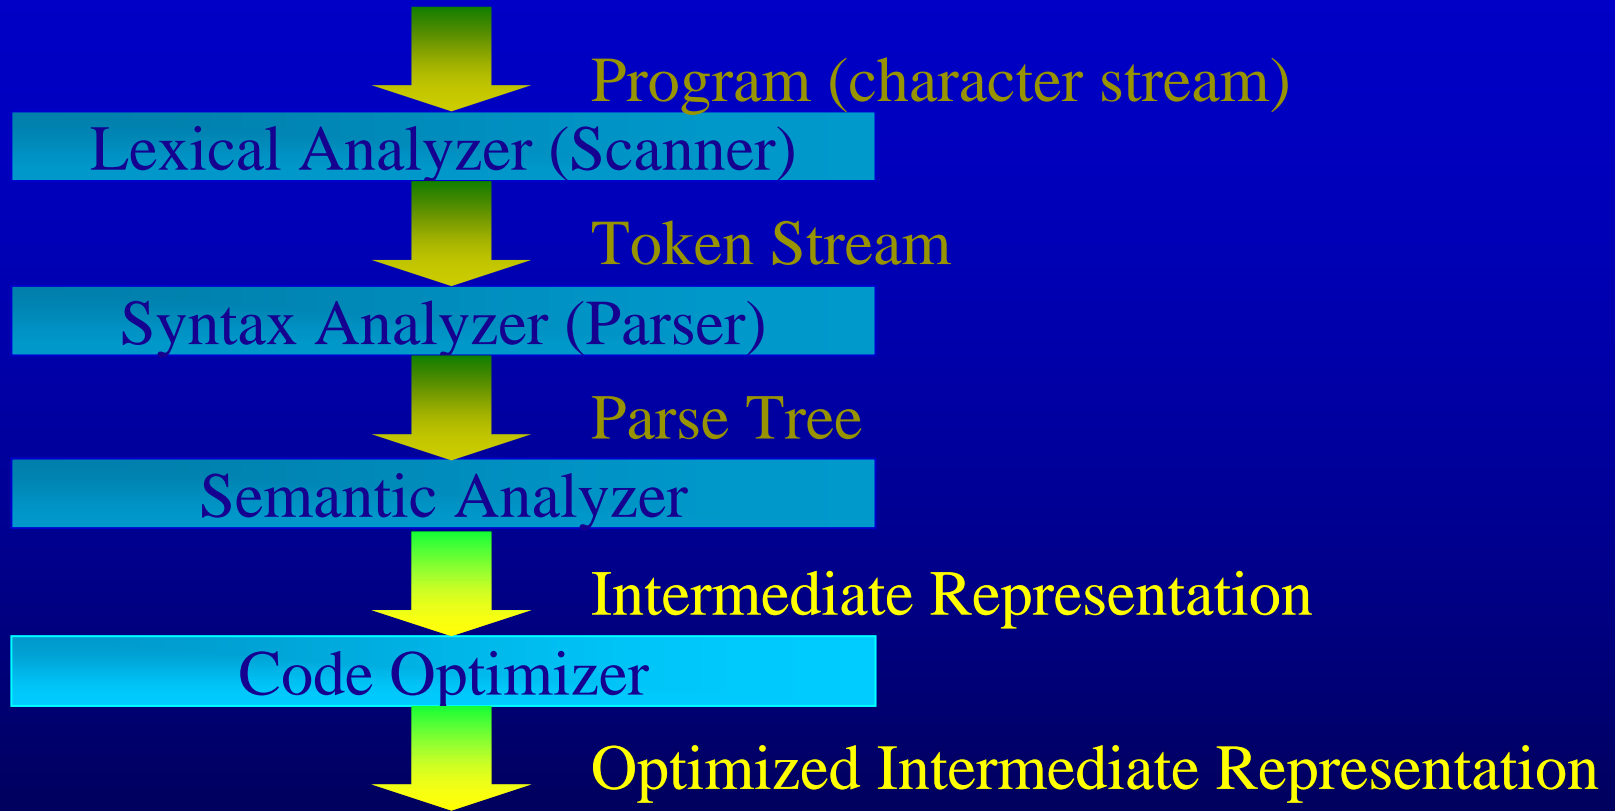 Program (character stream)
Lexical Analyzer (Scanner)
Token Stream
Syntax Analyzer (Parser)
Parse Tree
Semantic Analyzer
Intermediate Representation
Code Optimizer
Optimized Intermediate Representation